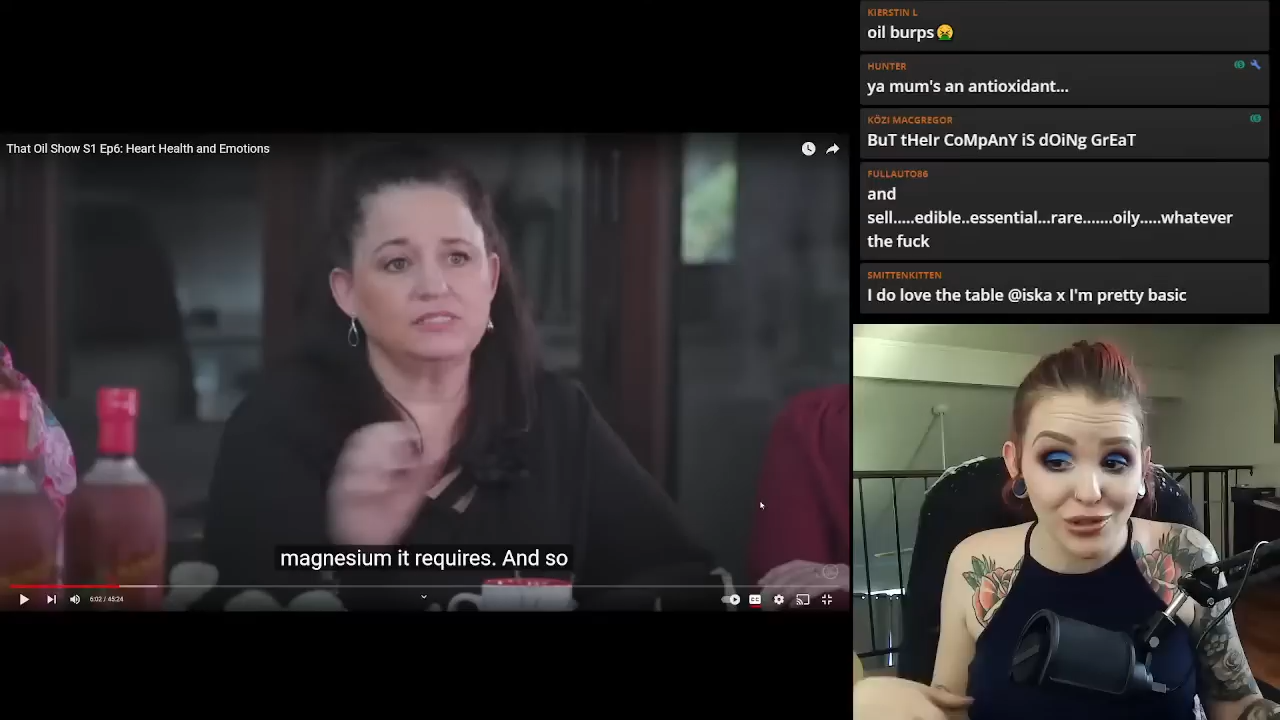 That Oil Show S1 Ep6: Heart Health and Emotions
magnesium it requires. And so
6:02 / 45:24
CC
KIERSTIN L
oil burps🤮
HUNTER
ya mum's an antioxidant...
KÖZI MACGREGOR
BuT tHeIr CoMpAnY iS dOiNg GrEaT
FULLAUTO86
and
sell.....edible..essential...rare.......oily.....whatever
the fuck
SMITTENKITTEN
I do love the table @iska x I'm pretty basic